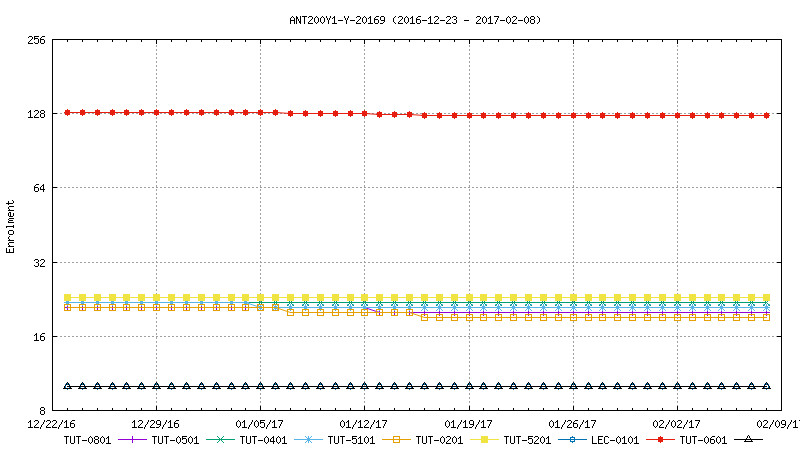 ANT200Y1-Y-20169 (2016-12-23 - 2017-02-08)
256
128
64
32
16
8
Enrolment
12/22/16 12/29/16 01/05/17 01/12/17 01/19/17 01/26/17 02/02/17 02/09/17
TUT-0801 TUT-0501 TUT-0401 TUT-5101 TUT-0201 TUT-5201 LEC-0101 TUT-0601